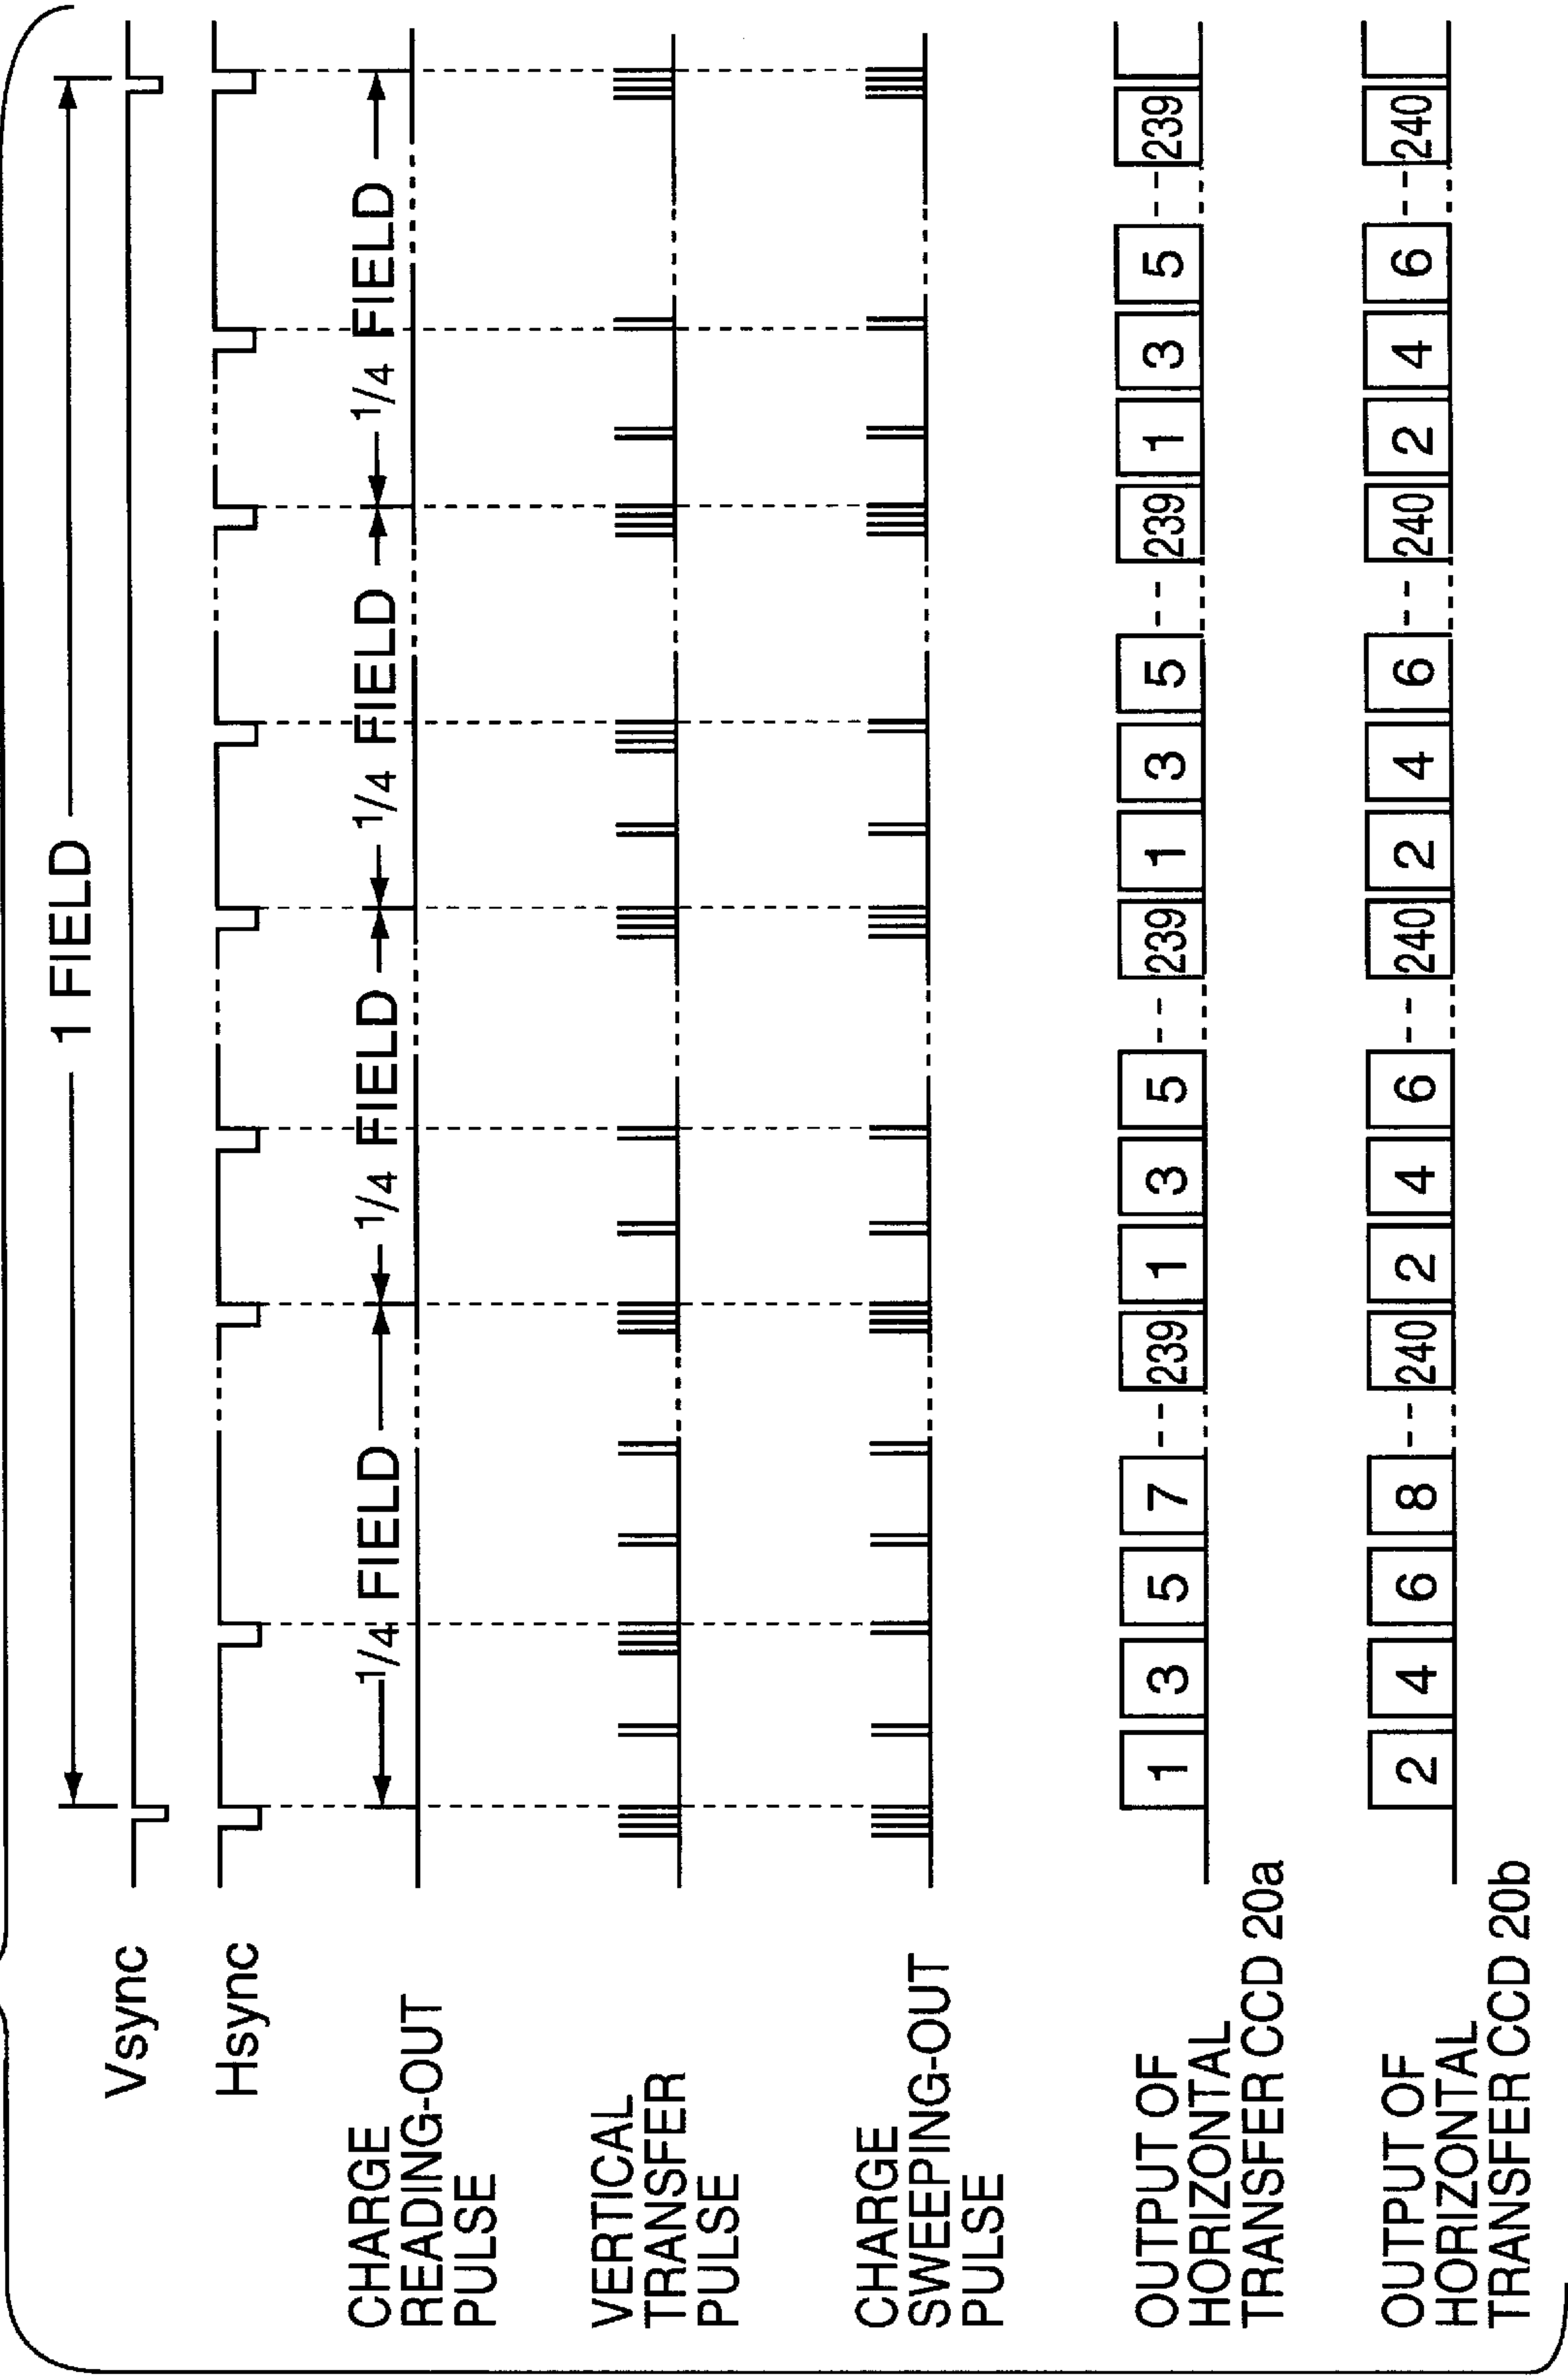 1 FIELD
Vsync
Hsync
1/4 FIELD 1/4 FIELD 1/4 FIELD 1/4 FIELD
CHARGE
READING-OUT
PULSE
VERTICAL
TRANSFER
PULSE
CHARGE
SWEEPING-OUT
PULSE
OUTPUT OF
HORIZONTAL
TRANSFER CCD 20a
1 3 5 7 -- 239 1 3 5 -- 239 1 3 5 -- 239 1 3 5 -- 239
OUTPUT OF
HORIZONTAL
TRANSFER CCD 20b
2 4 6 8 -- 240 2 4 6 -- 240 2 4 6 -- 240 2 4 6 -- 240